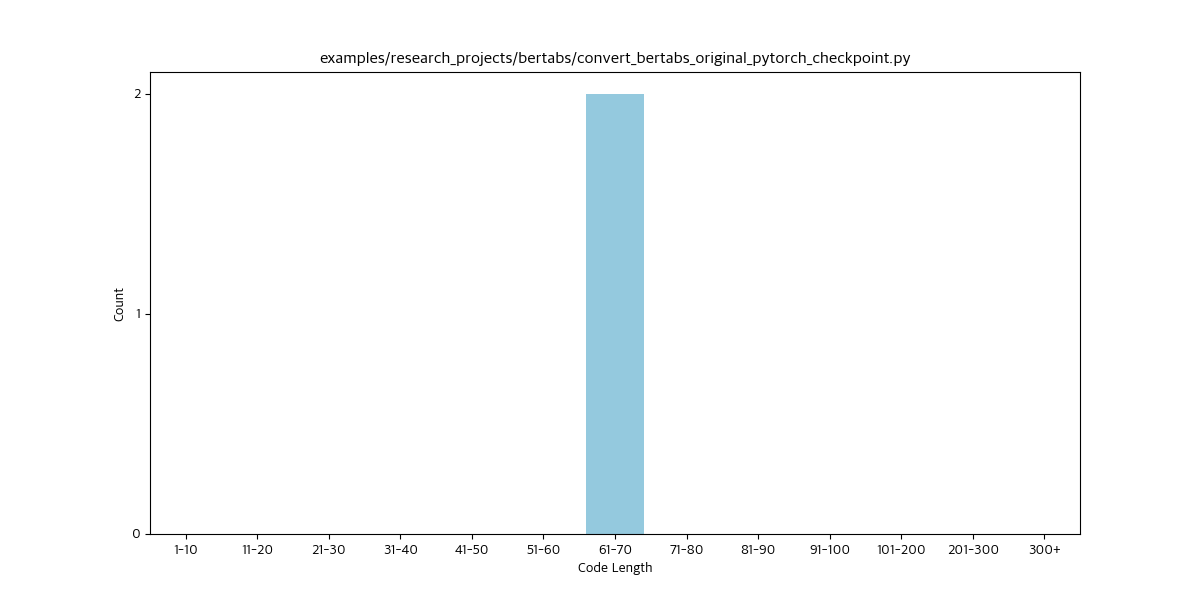 examples/research_projects/bertabs/convert_bertabs_original_pytorch_checkpoint.py
2
1
0
Count
1-10 11-20 21-30 31-40 41-50 51-60 61-70 71-80 81-90 91-100 101-200 201-300 300+
Code Length